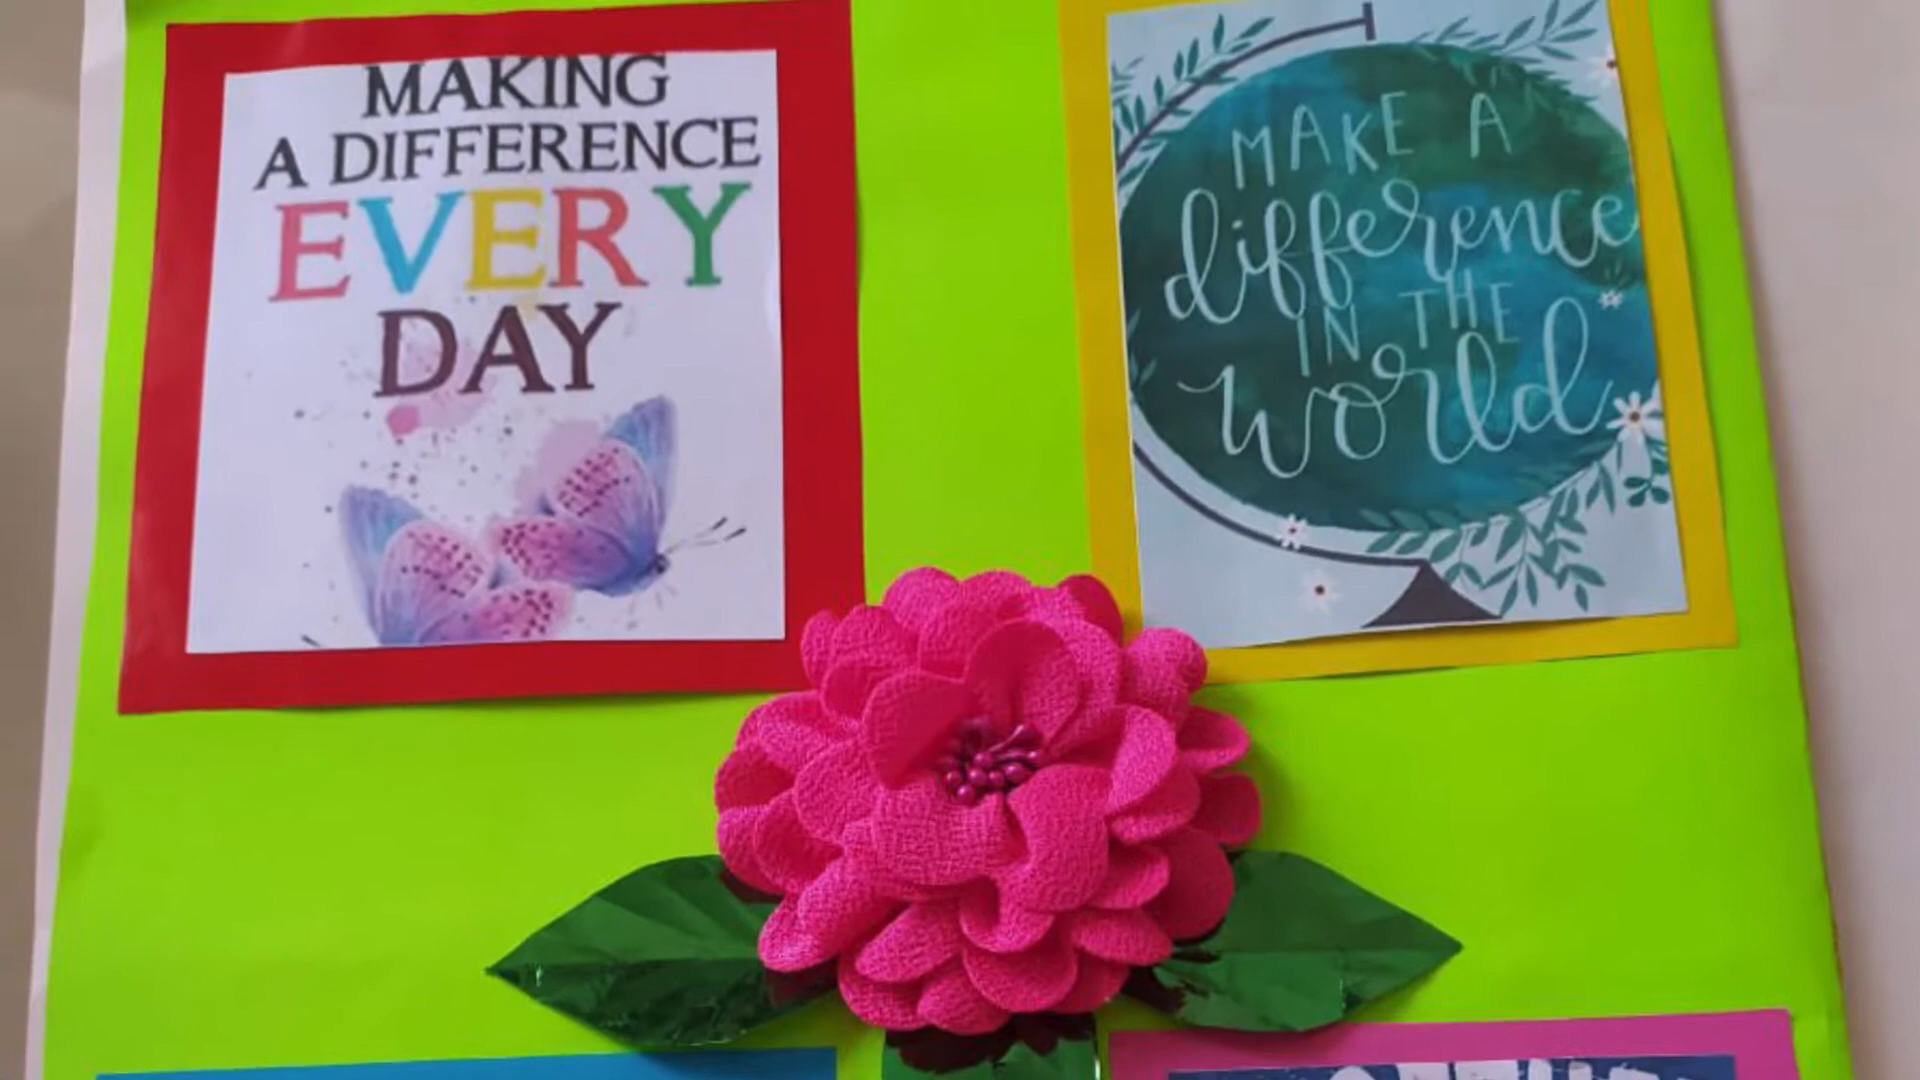 MAKING
A DIFFERENCE
EVERY
DAY
MAKE A
difference
IN THE
world